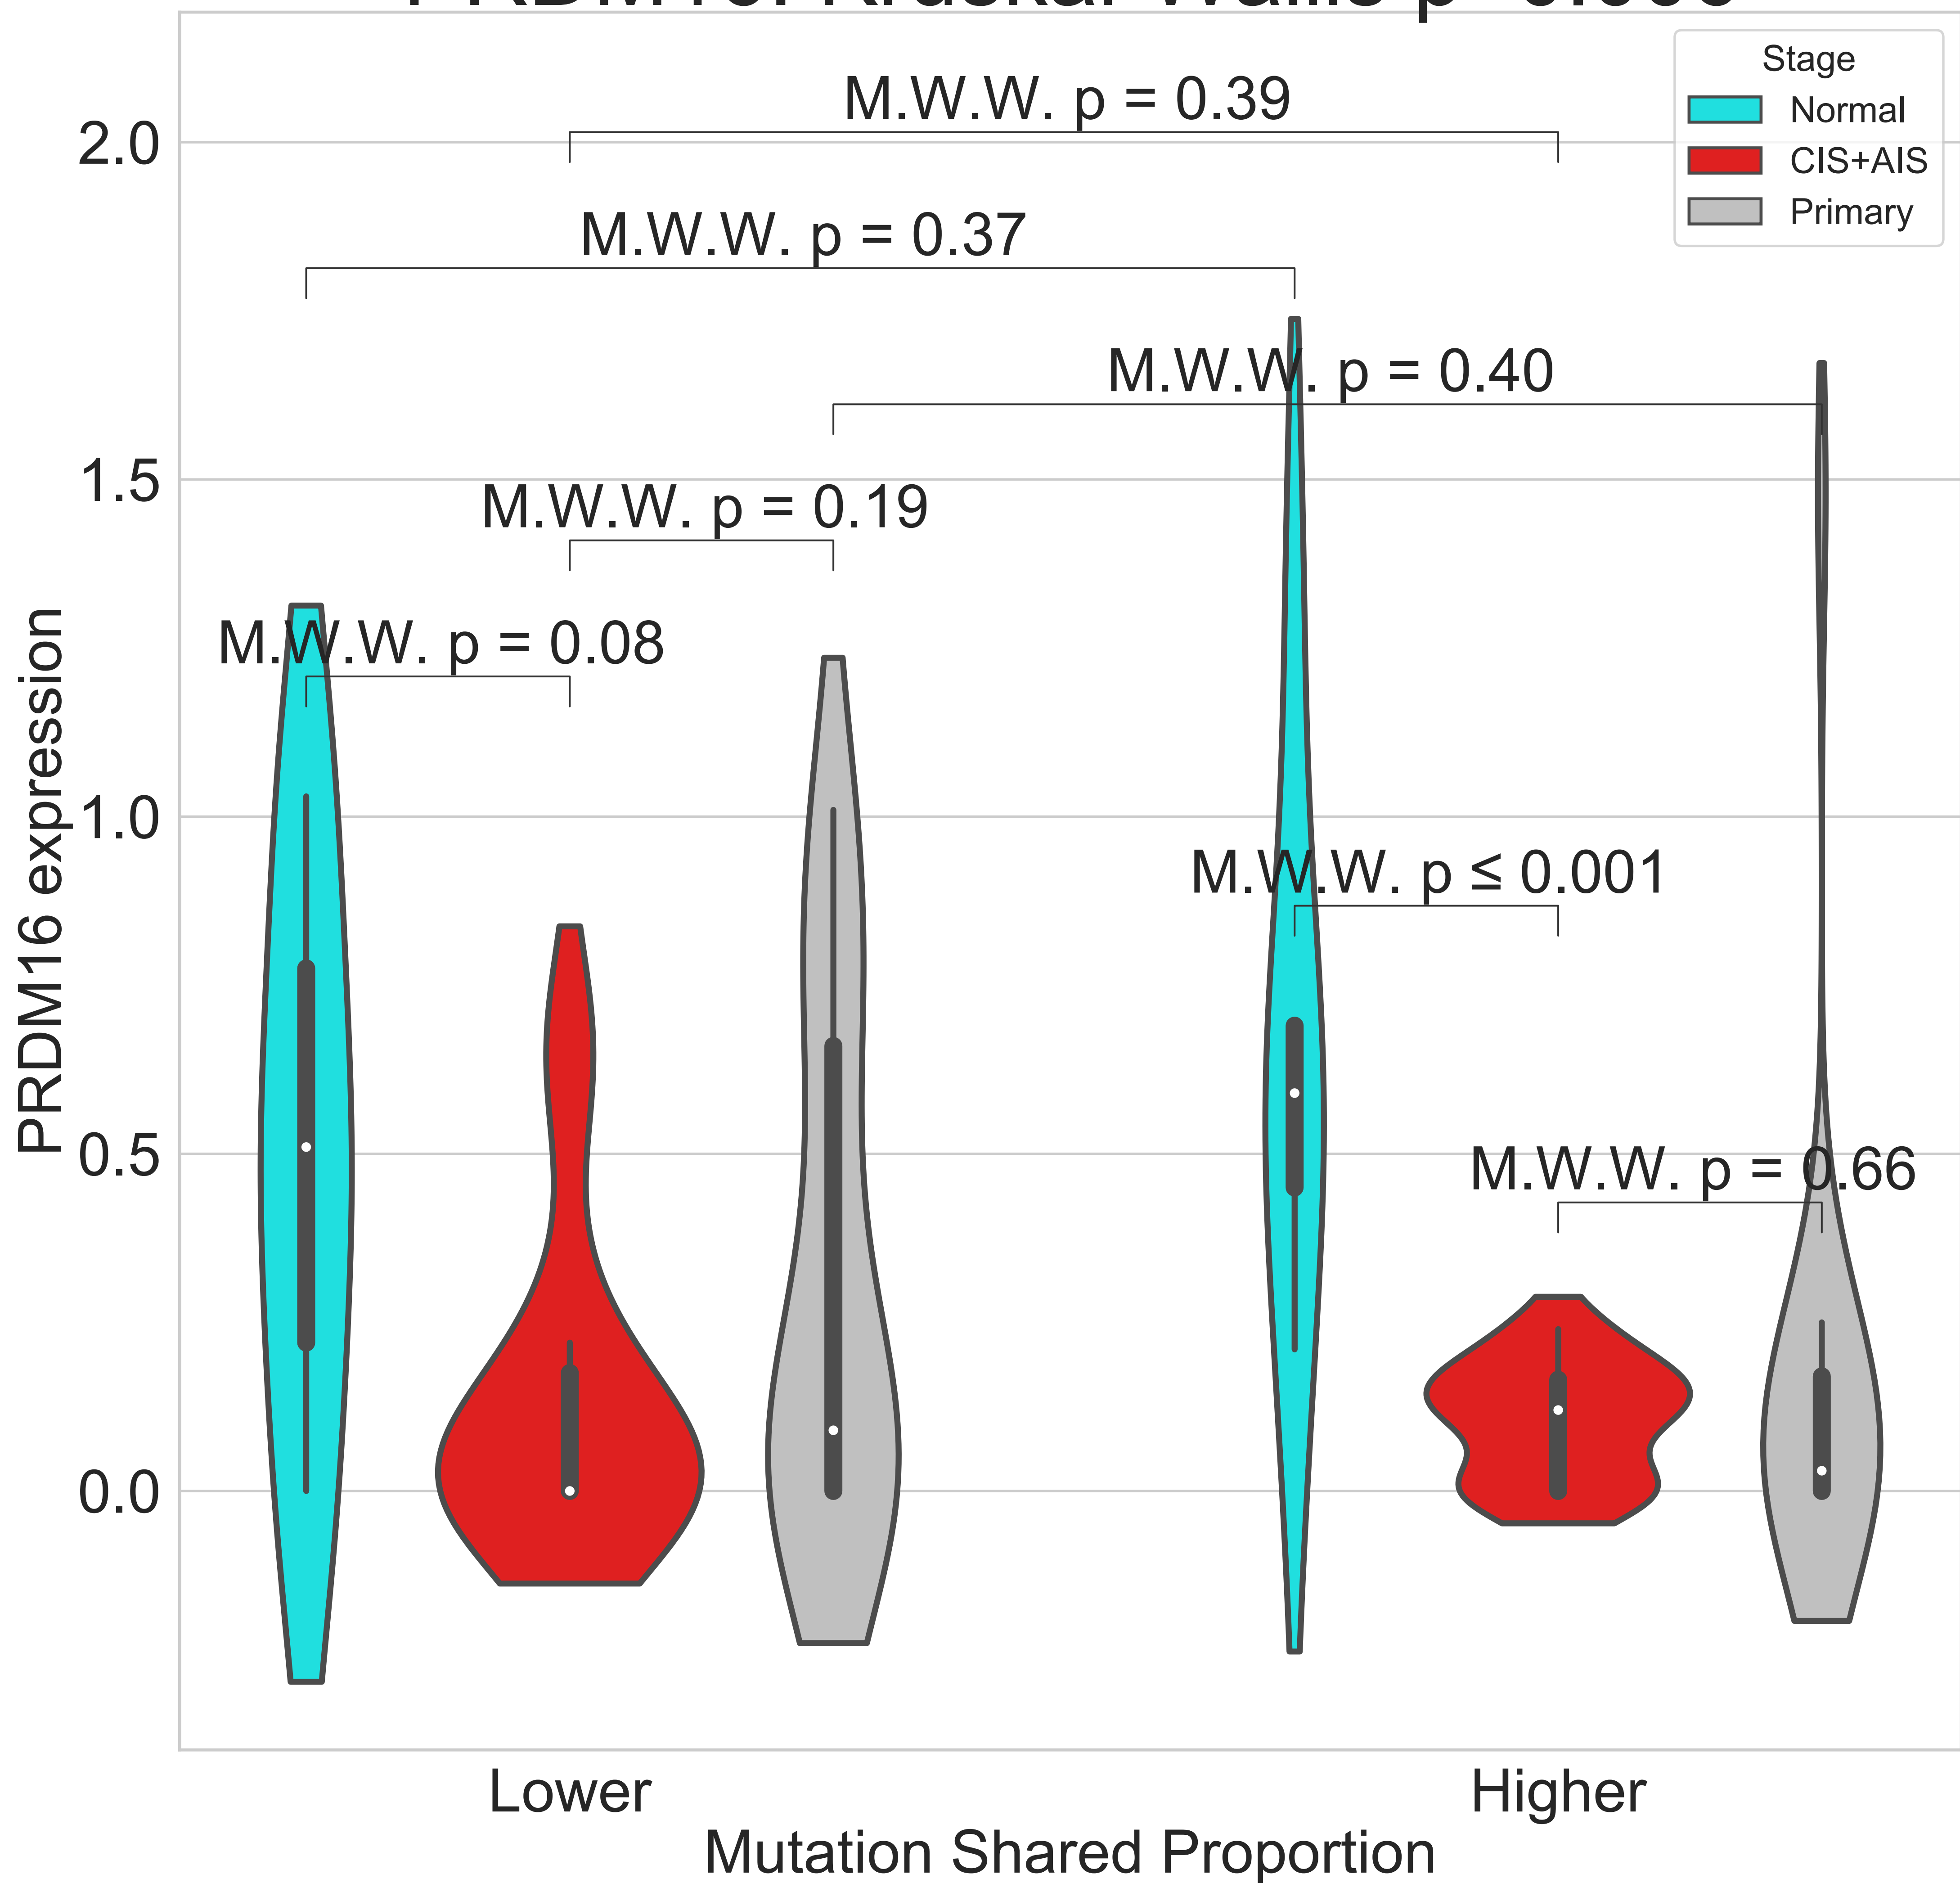 Stage
Normal
CIS+AIS
Primary
M.W.W. p = 0.39
M.W.W. p = 0.37
M.W.W. p = 0.40
M.W.W. p = 0.19
M.W.W. p = 0.08
M.W.W. p ≤ 0.001
M.W.W. p = 0.66
2.0
1.5
1.0
0.5
0.0
PRDM16 expression
Lower
Higher
Mutation Shared Proportion